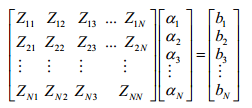 Z₁₁ Z₁₂ Z₁₃ ... Z₁N α₁ b₁
Z₂₁ Z₂₂ Z₂₃ ... Z₂N α₂ b₂
⋮ ⋮ ⋮ ⋮ α₃ = b₃
⋮ ⋮
ZN₁ ZN₂ ZN₃ ZNN αN bN